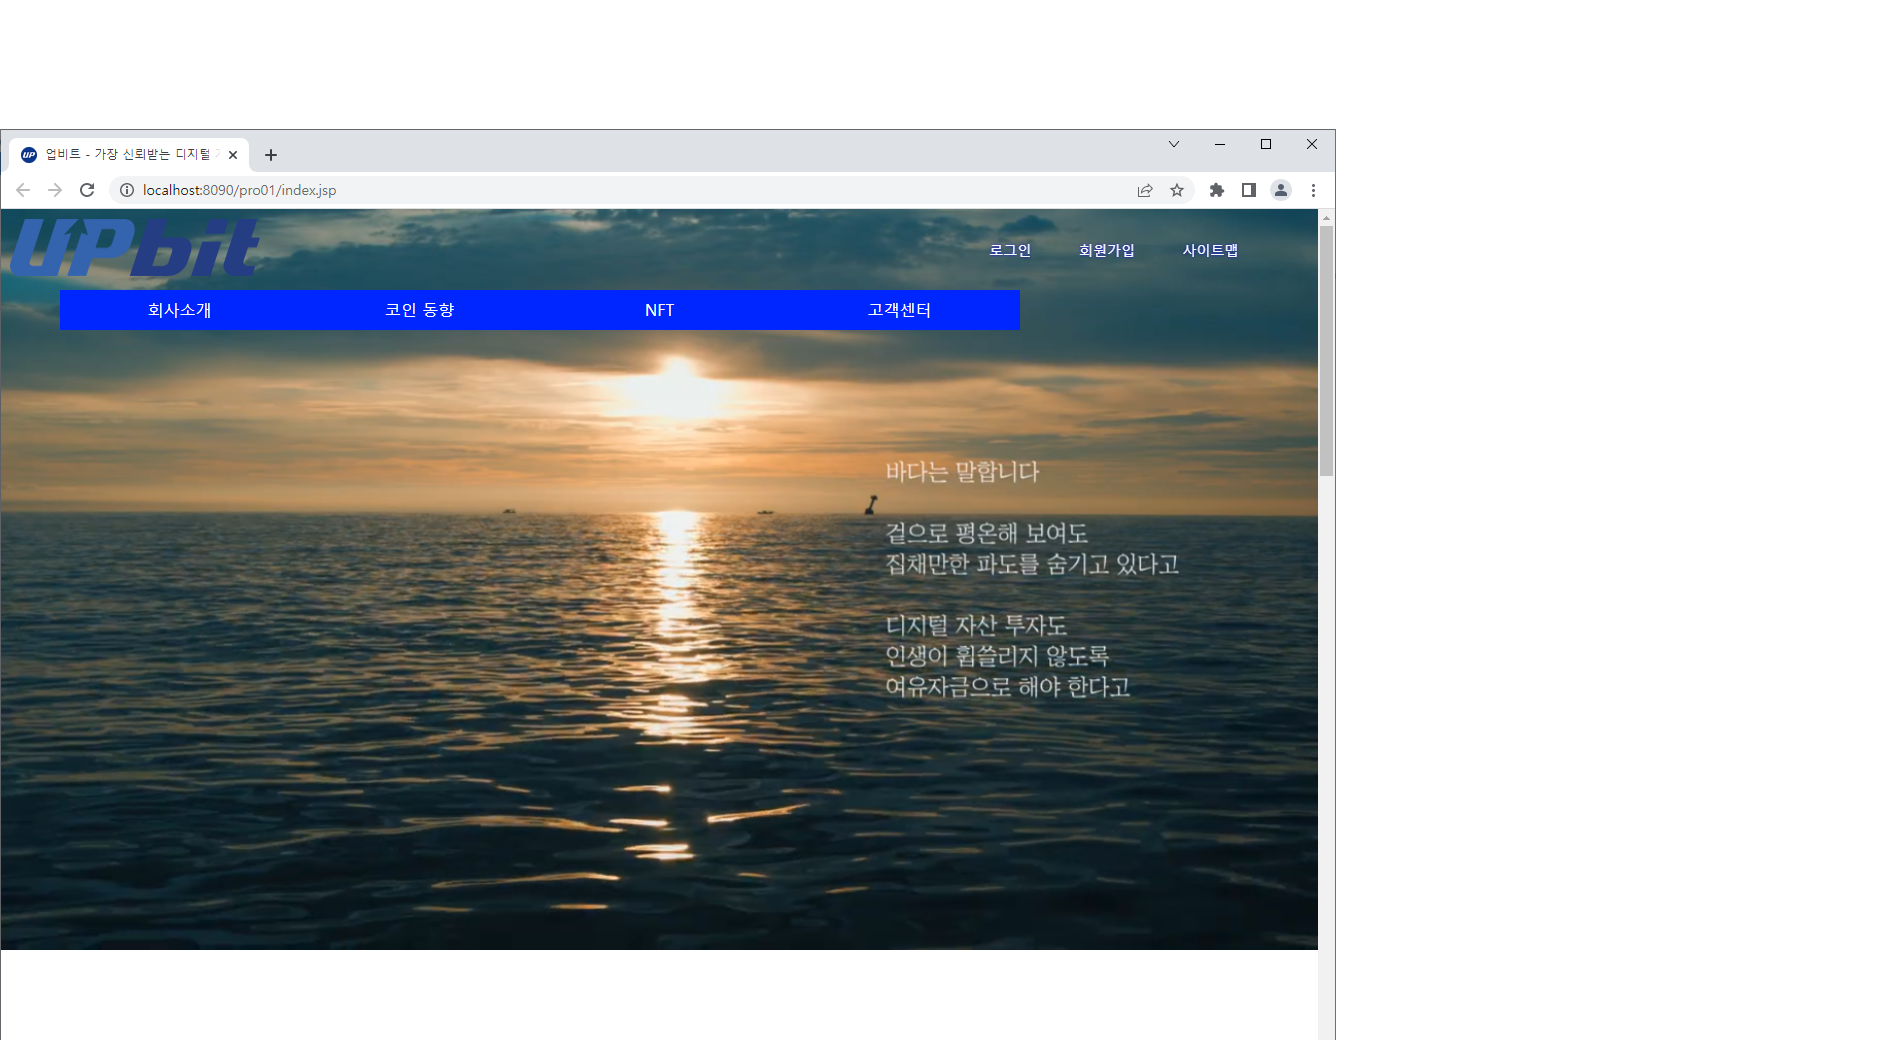 UP
업비트 - 가장 신뢰받는 디지털
localhost:8090/pro01/index.jsp
UPbit
로그인 회원가입 사이트맵
회사소개 코인 동향 NFT 고객센터
바다는 말합니다
겉으로 평온해 보여도
집채만한 파도를 숨기고 있다고
디지털 자산 투자도
인생이 휩쓸리지 않도록
여유자금으로 해야 한다고